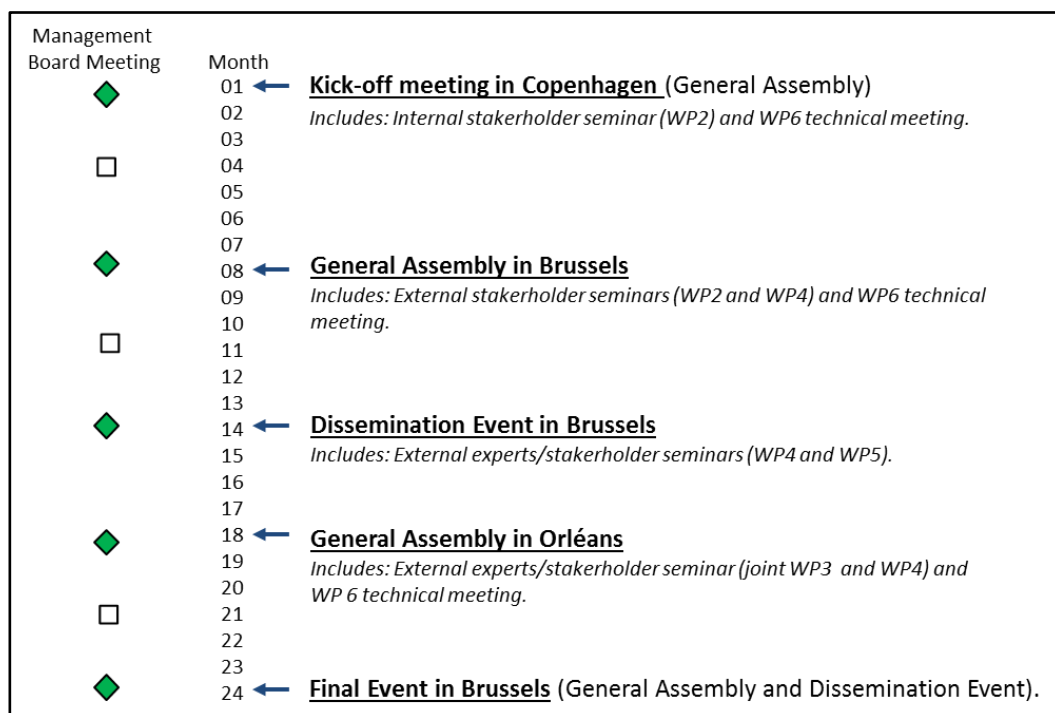 Management
Board Meeting
Month
01
Kick-off meeting in Copenhagen (General Assembly)
02
Includes: Internal stakerholder seminar (WP2) and WP6 technical meeting.
03
04
05
06
07
08
General Assembly in Brussels
09
Includes: External stakerholder seminars (WP2 and WP4) and WP6 technical
meeting.
10
11
12
13
14
Dissemination Event in Brussels
15
Includes: External experts/stakerholder seminars (WP4 and WP5).
16
17
18
General Assembly in Orléans
19
Includes: External experts/stakerholder seminar (joint WP3 and WP4) and
WP 6 technical meeting.
20
21
22
23
24
Final Event in Brussels (General Assembly and Dissemination Event).